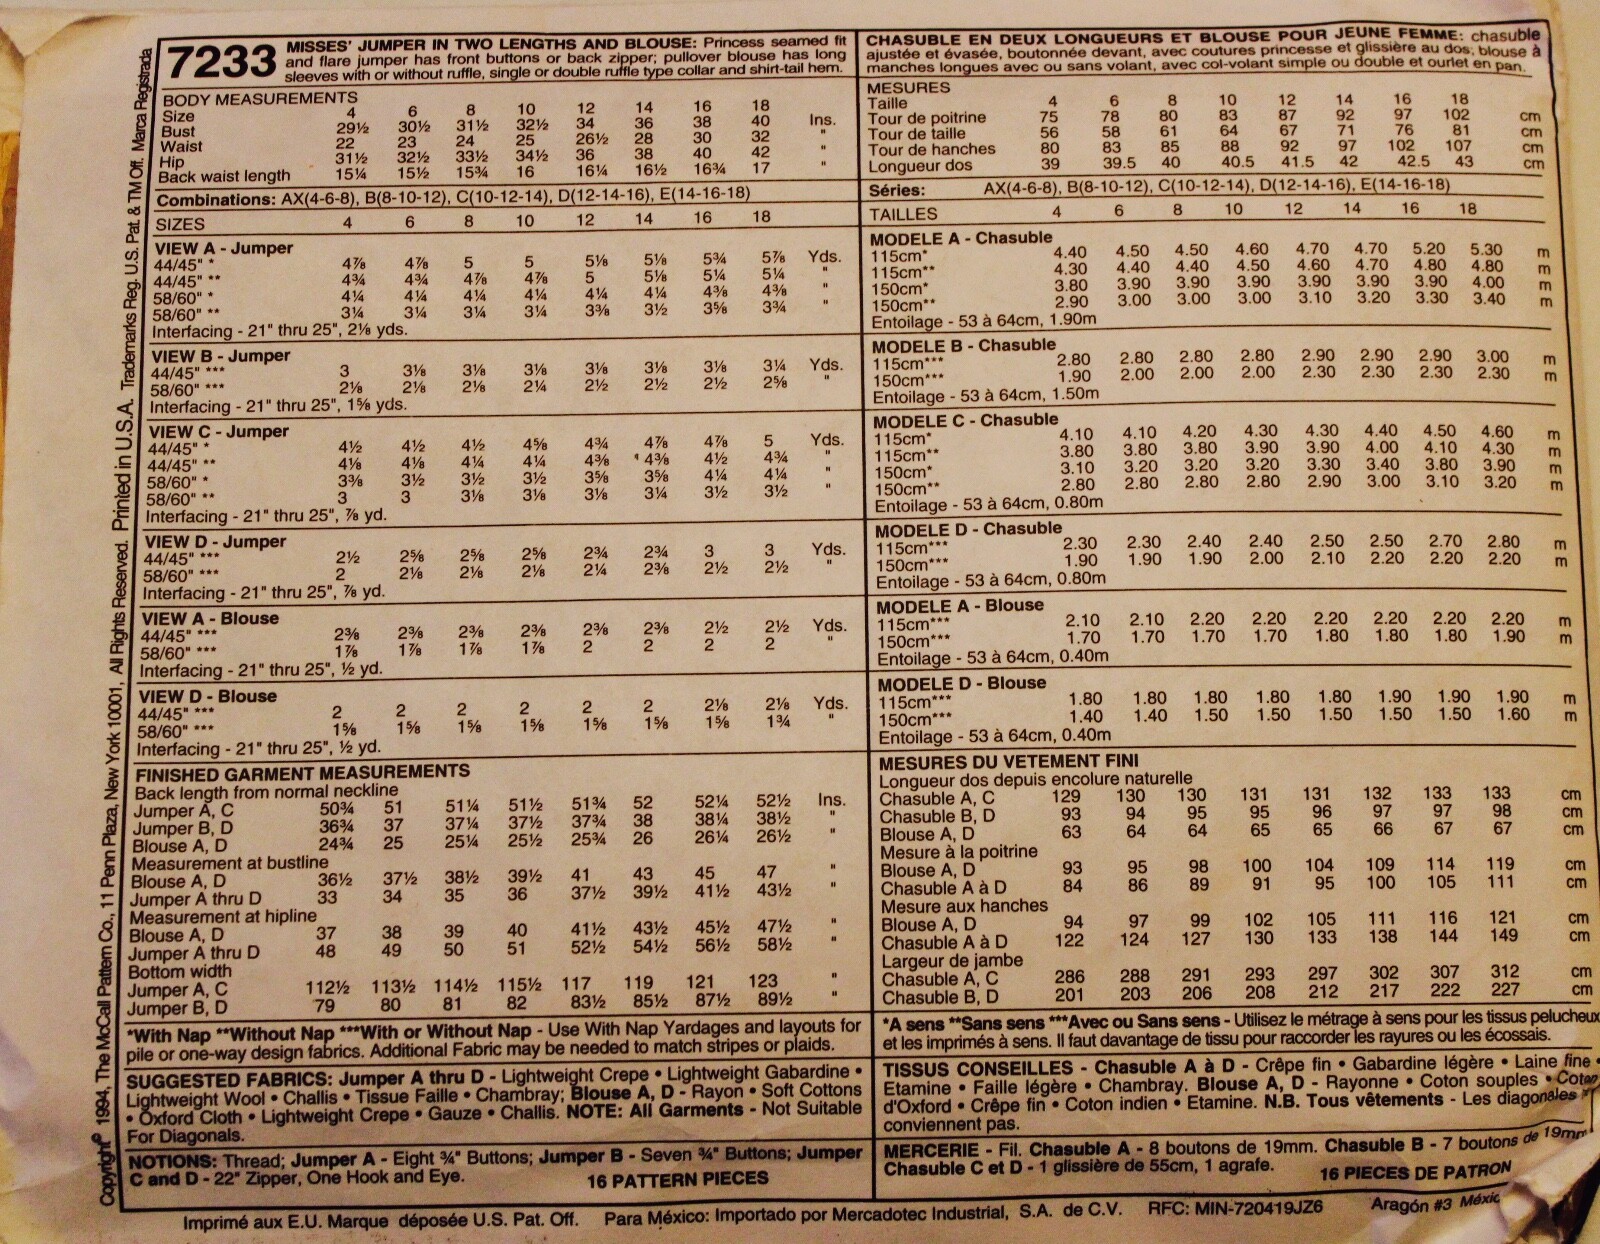 7233 MISSES' JUMPER IN TWO LENGTHS AND BLOUSE: Princess seamed fit
and flare jumper has front buttons or back zipper; pullover blouse has long
sleeves with or without ruffle, single or double ruffle type collar and shirt-tail hem.
BODY MEASUREMENTS
Size 4 6 8 10 12 14 16 18
Bust 29½ 30½ 31½ 32½ 34 36 38 40 Ins.
Waist 22 23 24 25 26½ 28 30 32 "
Hip 31½ 32½ 33½ 34½ 36 38 40 42 "
Back waist length 15¼ 15½ 15¾ 16 16¼ 16½ 16¾ 17 "
Combinations: AX(4-6-8), B(8-10-12), C(10-12-14), D(12-14-16), E(14-16-18)
SIZES 4 6 8 10 12 14 16 18
VIEW A - Jumper
44/45" * 4⅞ 4⅞ 5 5 5⅛ 5⅛ 5¾ 5⅞ Yds.
44/45" ** 4¾ 4¾ 4⅞ 4⅞ 5 5⅛ 5¼ 5¼ "
58/60" * 4¼ 4¼ 4¼ 4¼ 4¼ 4¼ 4⅜ 4⅜ "
58/60" ** 3¼ 3¼ 3¼ 3¼ 3⅜ 3½ 3⅝ 3¾ "
Interfacing - 21" thru 25", 2⅛ yds.
VIEW B - Jumper
44/45" *** 3 3⅛ 3⅛ 3⅛ 3⅛ 3⅛ 3⅛ 3¼ Yds.
58/60" *** 2⅛ 2⅛ 2⅛ 2¼ 2½ 2½ 2½ 2⅝ "
Interfacing - 21" thru 25", 1⅝ yds.
VIEW C - Jumper
44/45" * 4½ 4½ 4½ 4⅝ 4¾ 4⅞ 4⅞ 5 Yds.
44/45" ** 4⅛ 4⅛ 4¼ 4¼ 4⅜ 4⅜ 4½ 4¾ "
58/60" * 3⅜ 3½ 3½ 3½ 3⅝ 3⅝ 4¼ 4¼ "
58/60" ** 3 3 3⅛ 3⅛ 3⅛ 3¼ 3½ 3½ "
Interfacing - 21" thru 25", ⅞ yd.
VIEW D - Jumper
44/45" *** 2½ 2⅝ 2⅝ 2⅝ 2¾ 2¾ 3 3 Yds.
58/60" *** 2 2⅛ 2⅛ 2⅛ 2¼ 2⅜ 2½ 2½ "
Interfacing - 21" thru 25", ⅞ yd.
VIEW A - Blouse
44/45" *** 2⅜ 2⅜ 2⅜ 2⅜ 2⅜ 2⅜ 2½ 2½ Yds.
58/60" *** 1⅞ 1⅞ 1⅞ 1⅞ 2 2 2 2 "
Interfacing - 21" thru 25", ½ yd.
VIEW D - Blouse
44/45" *** 2 2 2 2 2 2 2⅛ 2⅛ Yds.
58/60" *** 1⅝ 1⅝ 1⅝ 1⅝ 1⅝ 1⅝ 1⅝ 1¾ "
Interfacing - 21" thru 25", ½ yd.
FINISHED GARMENT MEASUREMENTS
Back length from normal neckline
Jumper A, C 50¾ 51 51¼ 51½ 51¾ 52 52¼ 52½ Ins.
Jumper B, D 36¾ 37 37¼ 37½ 37¾ 38 38¼ 38½ "
Blouse A, D 24¾ 25 25¼ 25½ 25¾ 26 26¼ 26½ "
Measurement at bustline
Blouse A, D 36½ 37½ 38½ 39½ 41 43 45 47 "
Jumper A thru D 33 34 35 36 37½ 39½ 41½ 43½ "
Measurement at hipline
Blouse A, D 37 38 39 40 41½ 43½ 45½ 47½ "
Jumper A thru D 48 49 50 51 52½ 54½ 56½ 58½ "
Bottom width
Jumper A, C 112½ 113½ 114½ 115½ 117 119 121 123 "
Jumper B, D 79 80 81 82 83½ 85½ 87½ 89½ "
*With Nap **Without Nap ***With or Without Nap - Use With Nap Yardages and layouts for
pile or one-way design fabrics. Additional Fabric may be needed to match stripes or plaids.
SUGGESTED FABRICS: Jumper A thru D - Lightweight Crepe • Lightweight Gabardine •
Lightweight Wool • Challis • Tissue Faille • Chambray; Blouse A, D - Rayon • Soft Cottons
• Oxford Cloth • Lightweight Crepe • Gauze • Challis. NOTE: All Garments - Not Suitable
For Diagonals.
NOTIONS: Thread; Jumper A - Eight ¾" Buttons; Jumper B - Seven ¾" Buttons; Jumper
C and D - 22" Zipper, One Hook and Eye. 16 PATTERN PIECES
CHASUBLE EN DEUX LONGUEURS ET BLOUSE POUR JEUNE FEMME: chasuble
ajustée et évasée, boutonnée devant, avec coutures princesse et glissière au dos; blouse à
manches longues avec ou sans volant, avec col-volant simple ou double et ourlet en pan.
MESURES
Taille 4 6 8 10 12 14 16 18
Tour de poitrine 75 78 80 83 87 92 97 102 cm
Tour de taille 56 58 61 64 67 71 76 81 cm
Tour de hanches 80 83 85 88 92 97 102 107 cm
Longueur dos 39 39.5 40 40.5 41.5 42 42.5 43 cm
Séries: AX(4-6-8), B(8-10-12), C(10-12-14), D(12-14-16), E(14-16-18)
TAILLES 4 6 8 10 12 14 16 18
MODELE A - Chasuble
115cm* 4.40 4.50 4.50 4.60 4.70 4.70 5.20 5.30 m
115cm** 4.30 4.40 4.40 4.50 4.60 4.70 4.80 4.80 m
150cm* 3.80 3.90 3.90 3.90 3.90 3.90 3.90 4.00 m
150cm** 2.90 3.00 3.00 3.00 3.10 3.20 3.30 3.40 m
Entoilage - 53 à 64cm, 1.90m
MODELE B - Chasuble
115cm*** 2.80 2.80 2.80 2.80 2.90 2.90 2.90 3.00 m
150cm*** 1.90 2.00 2.00 2.00 2.30 2.30 2.30 2.30 m
Entoilage - 53 à 64cm, 1.50m
MODELE C - Chasuble
115cm* 4.10 4.10 4.20 4.30 4.30 4.40 4.50 4.60 m
115cm** 3.80 3.80 3.80 3.90 3.90 4.00 4.10 4.30 m
150cm* 3.10 3.20 3.20 3.20 3.30 3.40 3.80 3.90 m
150cm** 2.80 2.80 2.80 2.80 2.90 3.00 3.10 3.20 m
Entoilage - 53 à 64cm, 0.80m
MODELE D - Chasuble
115cm*** 2.30 2.30 2.40 2.40 2.50 2.50 2.70 2.80 m
150cm*** 1.90 1.90 1.90 2.00 2.10 2.20 2.20 2.20 m
Entoilage - 53 à 64cm, 0.80m
MODELE A - Blouse
115cm*** 2.10 2.10 2.20 2.20 2.20 2.20 2.20 2.20 m
150cm*** 1.70 1.70 1.70 1.70 1.80 1.80 1.80 1.90 m
Entoilage - 53 à 64cm, 0.40m
MODELE D - Blouse
115cm*** 1.80 1.80 1.80 1.80 1.80 1.90 1.90 1.90 m
150cm*** 1.40 1.40 1.50 1.50 1.50 1.50 1.50 1.60 m
Entoilage - 53 à 64cm, 0.40m
MESURES DU VETEMENT FINI
Longueur dos depuis encolure naturelle
Chasuble A, C 129 130 130 131 131 132 133 133 cm
Chasuble B, D 93 94 95 95 96 97 97 98 cm
Blouse A, D 63 64 64 65 65 66 67 67 cm
Mesure à la poitrine
Blouse A, D 93 95 98 100 104 109 114 119 cm
Chasuble A à D 84 86 89 91 95 100 105 111 cm
Mesure aux hanches
Blouse A, D 94 97 99 102 105 111 116 121 cm
Chasuble A à D 122 124 127 130 133 138 144 149 cm
Largeur de jambe
Chasuble A, C 286 288 291 293 297 302 307 312 cm
Chasuble B, D 201 203 206 208 212 217 222 227 cm
*A sens **Sans sens ***Avec ou Sans sens - Utilisez le métrage à sens pour les tissus pelucheux
et les imprimés à sens. Il faut davantage de tissu pour raccorder les rayures ou les écossais.
TISSUS CONSEILLES - Chasuble A à D - Crêpe fin • Gabardine légère • Laine fine •
Etamine • Faille légère • Chambray. Blouse A, D - Rayonne • Coton souples • Coton
d'Oxford • Crêpe fin • Coton indien • Etamine. N.B. Tous vêtements - Les diagonales
conviennent pas.
MERCERIE - Fil. Chasuble A - 8 boutons de 19mm. Chasuble B - 7 boutons de 19mm
Chasuble C et D - 1 glissière de 55cm, 1 agrafe. 16 PIECES DE PATRON
Imprimé aux E.U. Marque déposée U.S. Pat. Off. Para México: Importado por Mercadotec Industrial, S.A. de C.V. RFC: MIN-720419JZ6 Aragón #3
Copyright© 1994, The McCall Pattern Co., 11 Penn Plaza, New York 10001, All Rights Reserved. Printed in U.S.A. Trademarks Reg. U.S. Pat. & TM Off. Marca Registrada